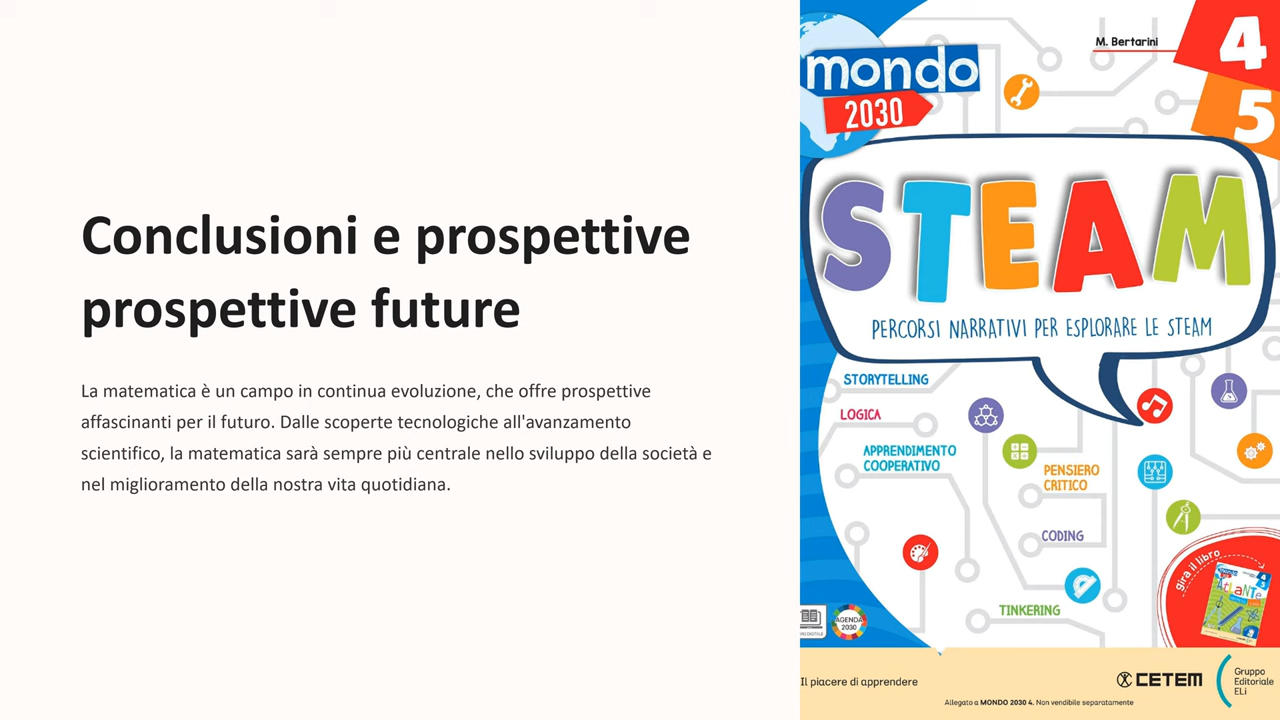 Conclusioni e prospettive
prospettive future
La matematica è un campo in continua evoluzione, che offre prospettive
affascinanti per il futuro. Dalle scoperte tecnologiche all'avanzamento
scientifico, la matematica sarà sempre più centrale nello sviluppo della società e
nel miglioramento della nostra vita quotidiana.
M. Bertarini
4
5
mondo
2030
STEAM
PERCORSI NARRATIVI PER ESPLORARE LE STEAM
STORYTELLING
LOGICA
APPRENDIMENTO
COOPERATIVO
PENSIERO
CRITICO
CODING
TINKERING
gira il libro
ATLANTE
AGENDA
2030
Il piacere di apprendere
CETEM
Gruppo
Editoriale
ELi
Allegato a MONDO 2030 4. Non vendibile separatamente